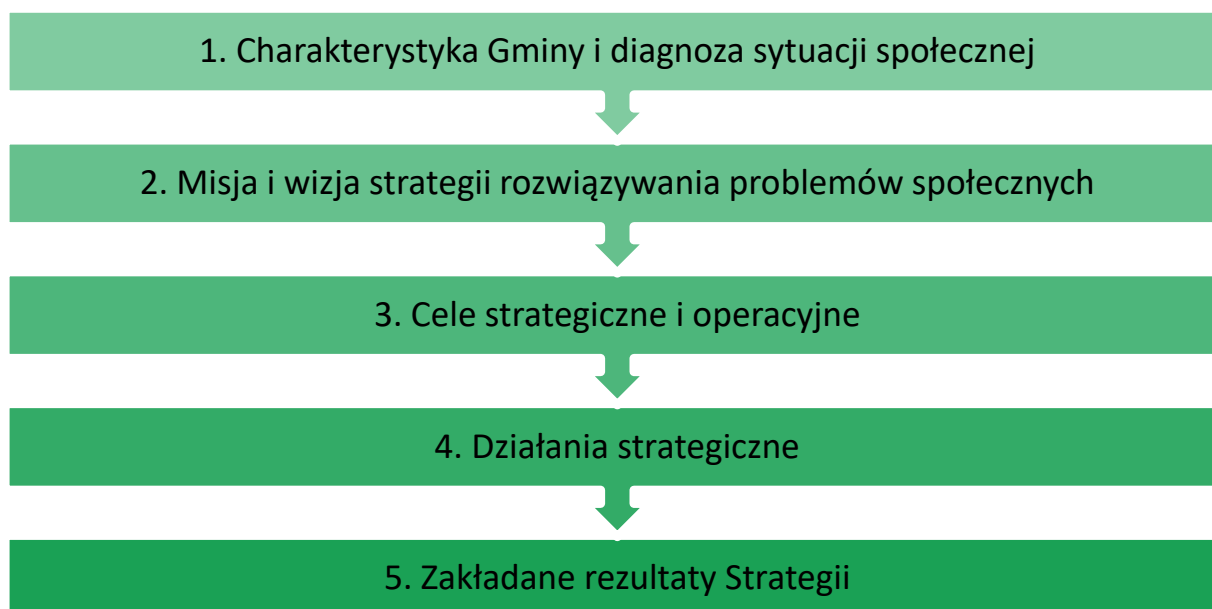 1. Charakterystyka Gminy i diagnoza sytuacji społecznej
2. Misja i wizja strategii rozwiązywania problemów społecznych
3. Cele strategiczne i operacyjne
4. Działania strategiczne
5. Zakładane rezultaty Strategii